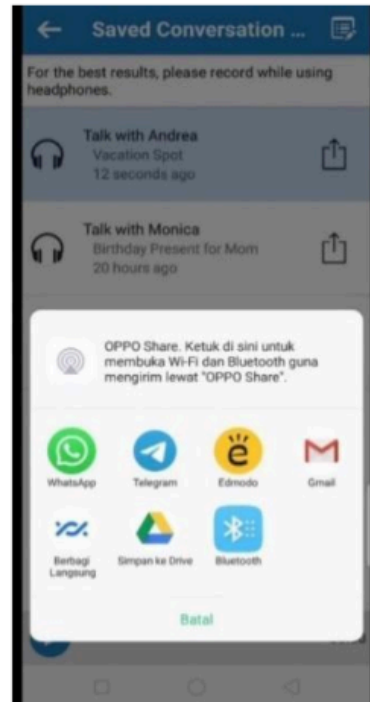 Saved Conversation ...
For the best results, please record while using
headphones.
Talk with Andrea
Vacation Spot
12 seconds ago
Talk with Monica
Birthday Present for Mom
20 hours ago
OPPO Share. Ketuk di sini untuk
membuka Wi-Fi dan Bluetooth guna
mengirim lewat "OPPO Share".
WhatsApp
Telegram
Edmodo
Gmail
Berbagi
Langsung
Simpan ke Drive
Bluetooth
Batal